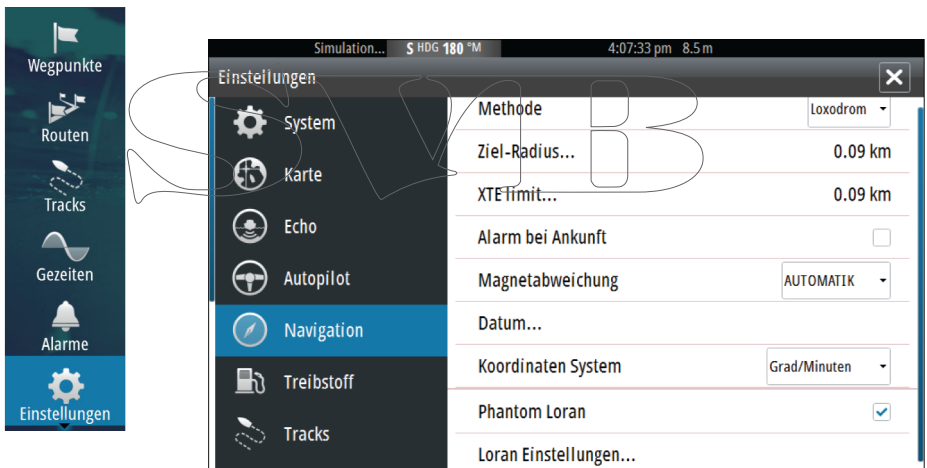 Wegpunkte
Routen
Tracks
Gezeiten
Alarme
Einstellungen
Simulation... S HDG 180 °M 4:07:33 pm 8.5 m
Einstellungen
System
Karte
Echo
Autopilot
Navigation
Treibstoff
Tracks
Methode Loxodrom
Ziel-Radius... 0.09 km
XTE limit... 0.09 km
Alarm bei Ankunft
Magnetabweichung AUTOMATIK
Datum...
Koordinaten System Grad/Minuten
Phantom Loran
Loran Einstellungen...
SVB